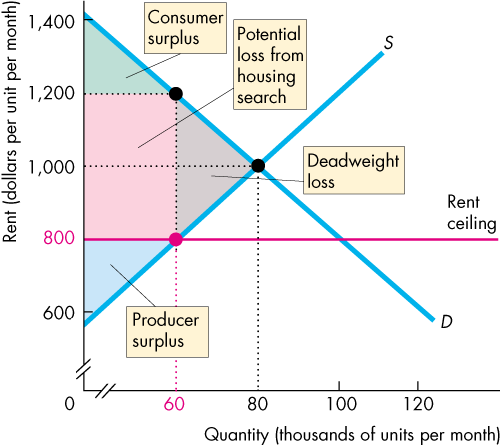 Rent (dollars per unit per month)
1,400
1,200
1,000
800
600
0
Consumer
surplus
Potential
loss from
housing
search
S
Deadweight
loss
Rent
ceiling
Producer
surplus
D
60
80
100
120
Quantity (thousands of units per month)